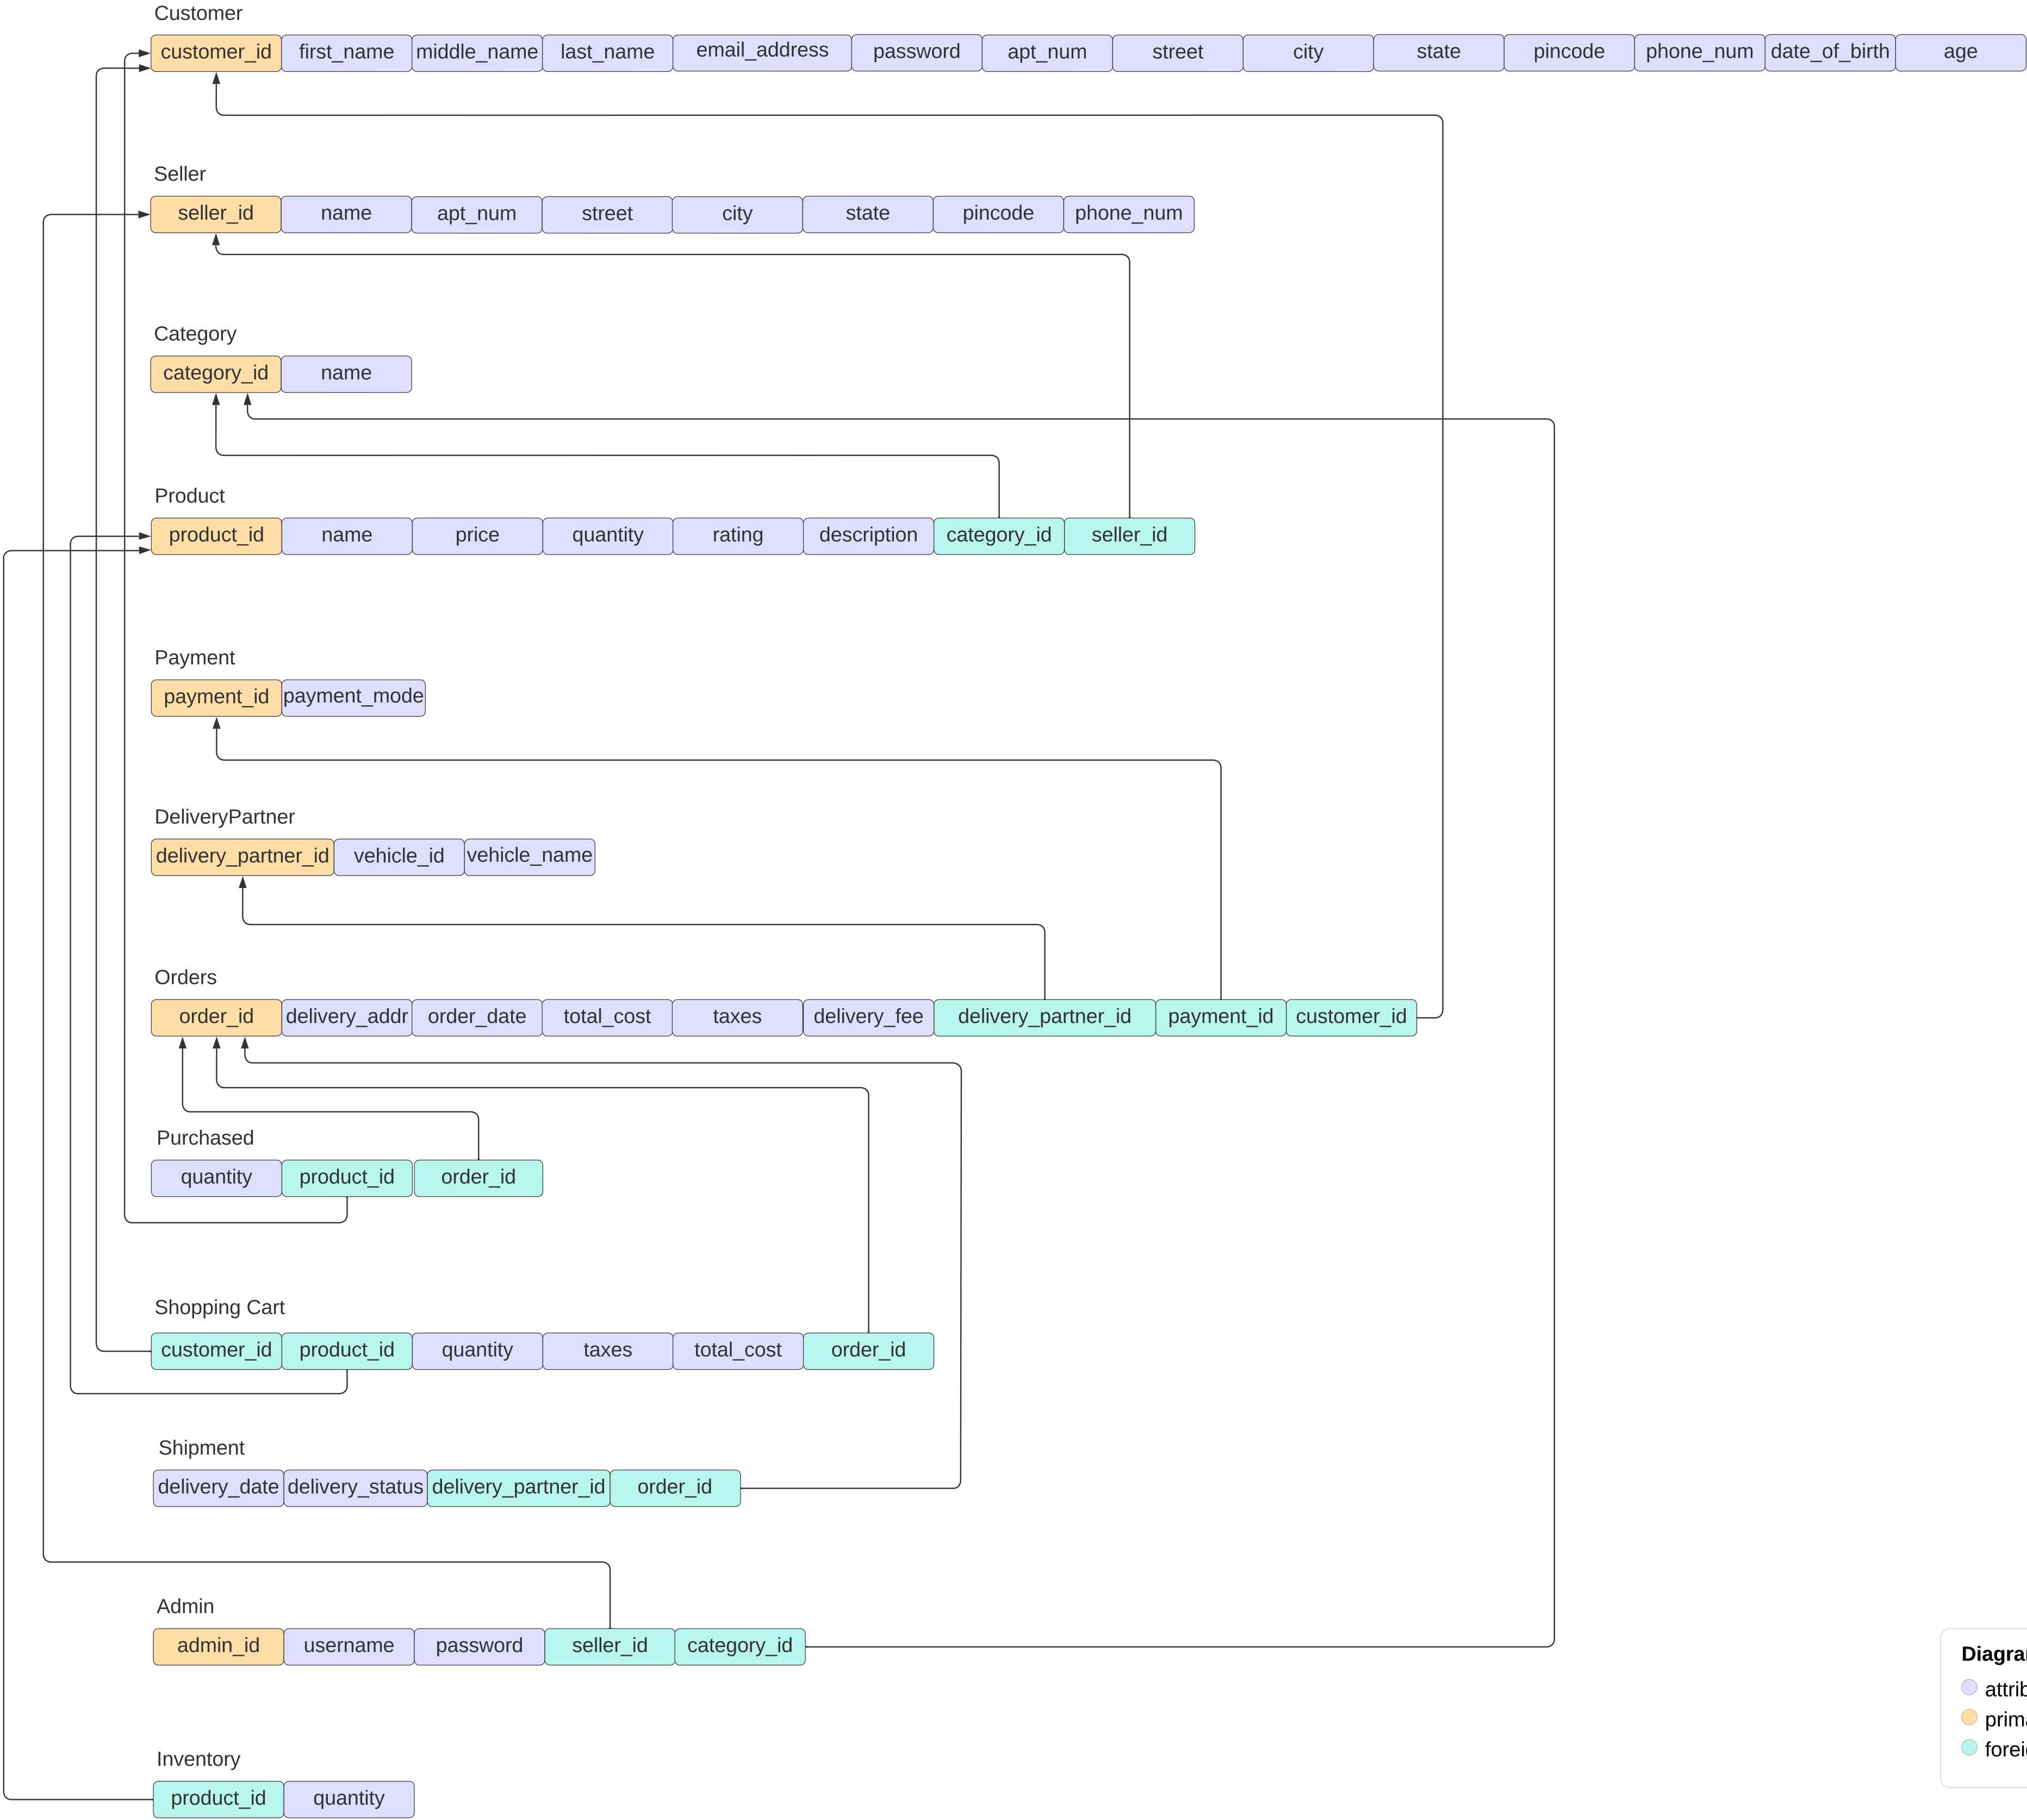 Customer
customer_id first_name middle_name last_name email_address password apt_num street city state pincode phone_num date_of_birth age
Seller
seller_id name apt_num street city state pincode phone_num
Category
category_id name
Product
product_id name price quantity rating description category_id seller_id
Payment
payment_id payment_mode
DeliveryPartner
delivery_partner_id vehicle_id vehicle_name
Orders
order_id delivery_addr order_date total_cost taxes delivery_fee delivery_partner_id payment_id customer_id
Purchased
quantity product_id order_id
Shopping Cart
customer_id product_id quantity taxes total_cost order_id
Shipment
delivery_date delivery_status delivery_partner_id order_id
Admin
admin_id username password seller_id category_id
Diagra
attrib
prima
forei
Inventory
product_id quantity